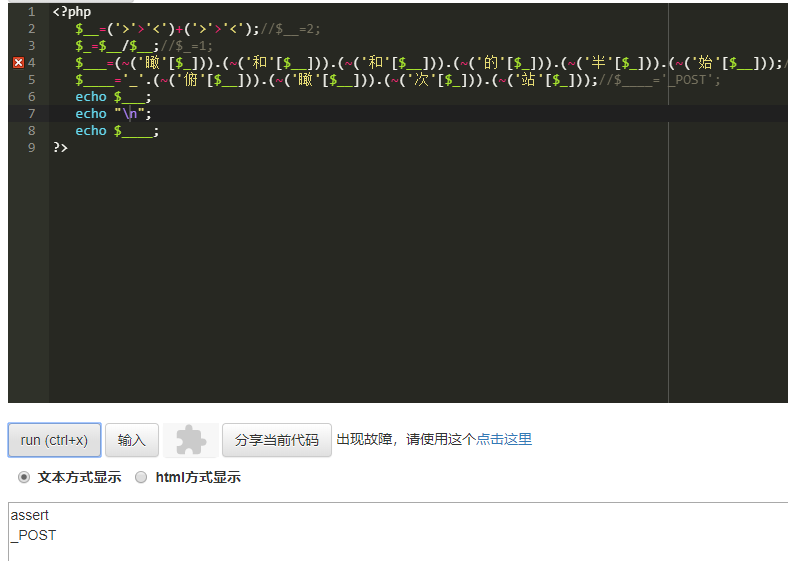 1 <?php
2 $__=('>'>'<')+('>'>'<');//$__=2;
3 $_=$__/$__;//$_=1;
4 $___=(~('瞰'[$_])).(~('和'[$__])).(~('和'[$__])).(~('的'[$_])).(~('半'[$_])).(~('始'[$__]));/
5 $____='_'.(~('俯'[$__])).(~('瞰'[$__])).(~('次'[$_])).(~('站'[$_]));//$____='_POST';
6 echo $___;
7 echo "\n";
8 echo $____;
9 ?>
run (ctrl+x) 输入 分享当前代码 出现故障，请使用这个点击这里
文本方式显示 html方式显示
assert
_POST